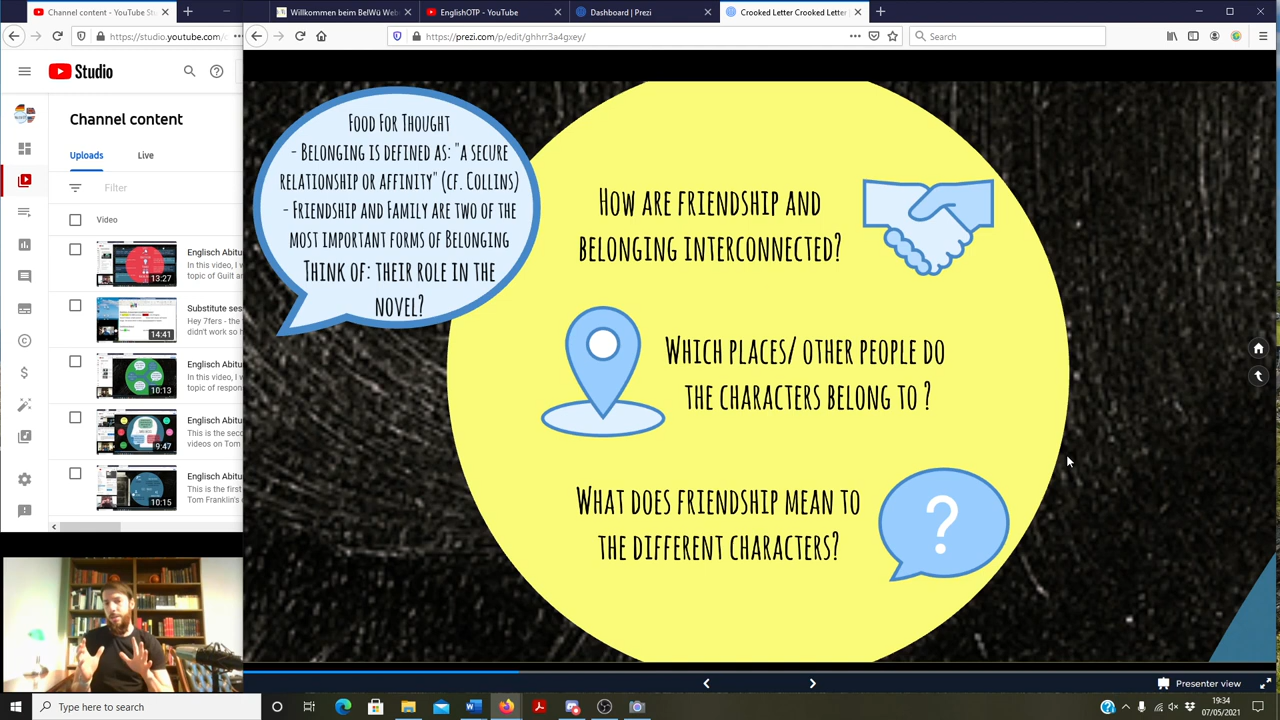 Channel content - YouTube St
Willkommen beim BelWü Web
EnglishOTP - YouTube
Dashboard | Prezi
Crooked Letter Crooked Letter
https://studio.youtube.com/c
https://prezi.com/p/edit/ghhrr3a4gxey/
Search
Studio
Channel content
Uploads
Live
Filter
Video
Englisch Abitu
In this video, I v
topic of Guilt an
13:27
Substitute ses
Hey 7fers - the
didn't work so h
14:41
Englisch Abitu
In this video, I v
topic of respon
10:13
Englisch Abitu
This is the seco
videos on Tom
9:47
Englisch Abitu
This is the first
Tom Franklin's
10:15
Food For Thought
- Belonging is defined as: "a secure
relationship or affinity" (cf. Collins)
- Friendship and Family are two of the
most important forms of Belonging
Think of: their role in the
novel?
How are friendship and
belonging interconnected?
Which places/ other people do
the characters belong to ?
What does friendship mean to
the different characters?
?
Presenter view
Type here to search
19:34
07/05/2021